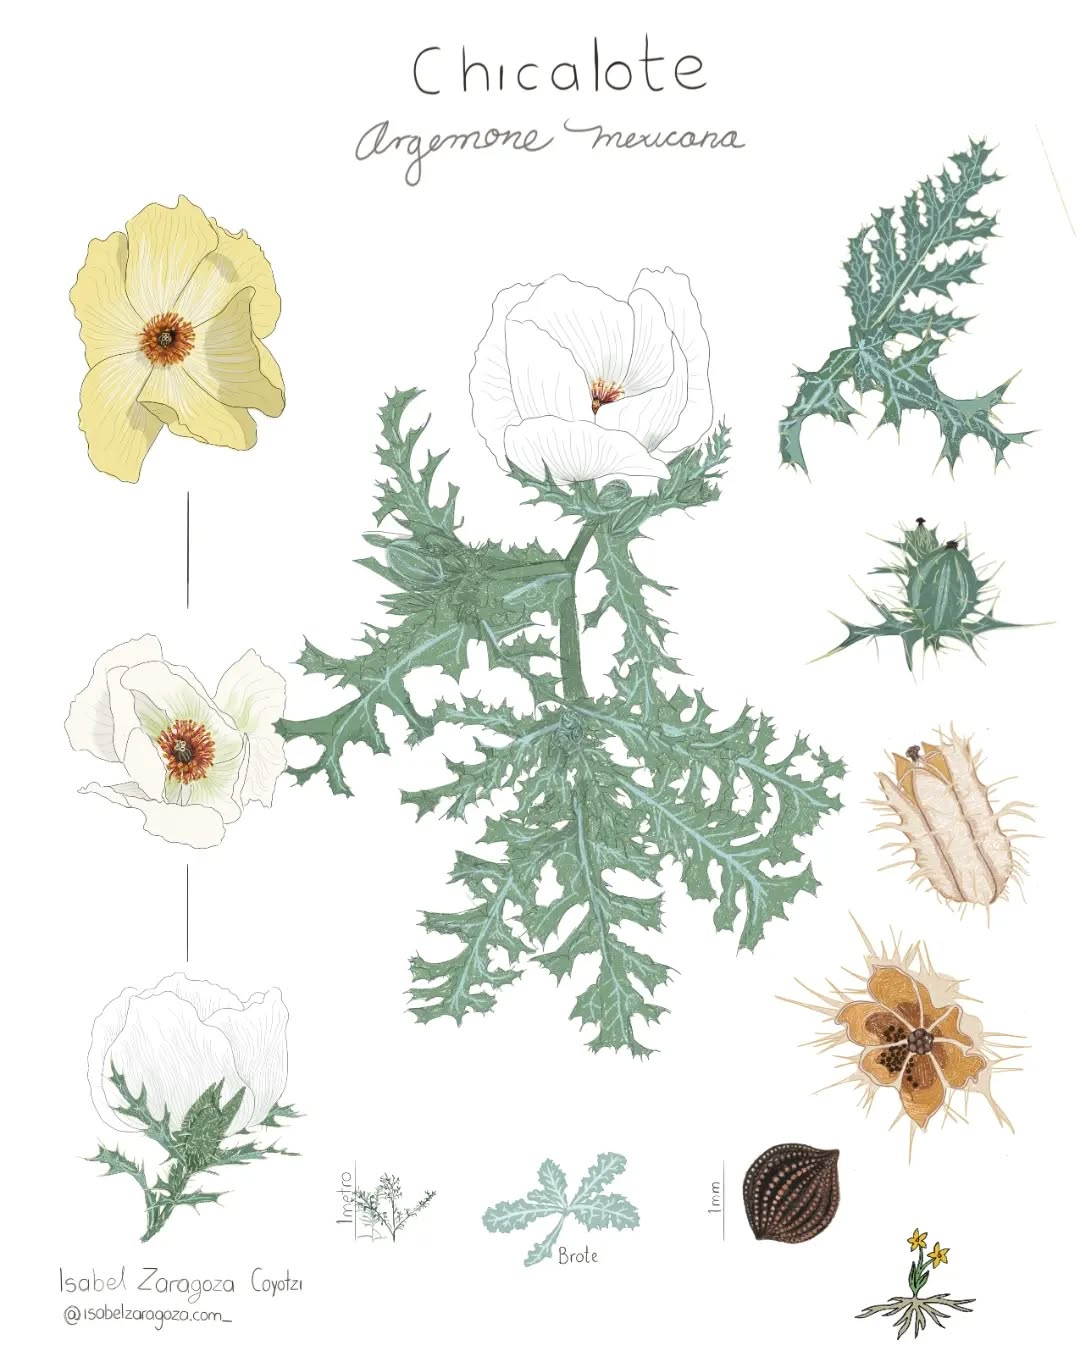 Chicalote
Argemone mexicana
1metro
Brote
1mm
Isabel Zaragoza Coyotzi
@isabelzaragoza.com_